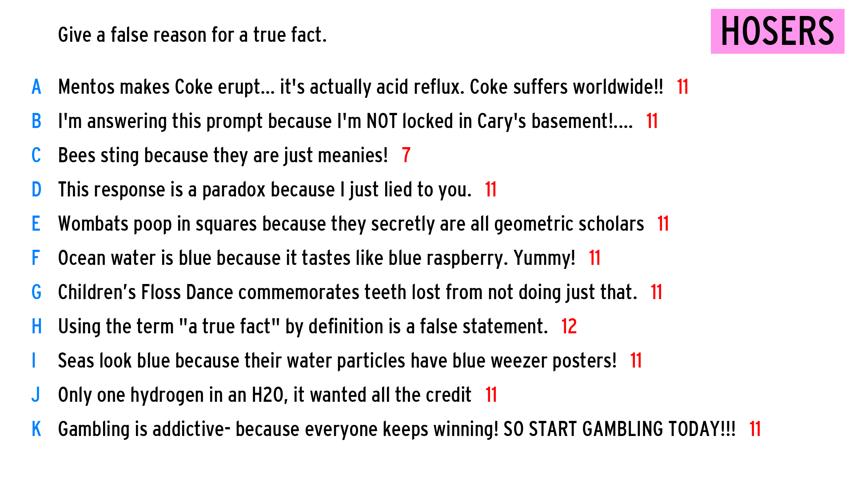 Give a false reason for a true fact.
HOSERS
A Mentos makes Coke erupt... it's actually acid reflux. Coke suffers worldwide!! 11
B I'm answering this prompt because I'm NOT locked in Cary's basement!.... 11
C Bees sting because they are just meanies! 7
D This response is a paradox because I just lied to you. 11
E Wombats poop in squares because they secretly are all geometric scholars 11
F Ocean water is blue because it tastes like blue raspberry. Yummy! 11
G Children’s Floss Dance commemorates teeth lost from not doing just that. 11
H Using the term "a true fact" by definition is a false statement. 12
I Seas look blue because their water particles have blue weezer posters! 11
J Only one hydrogen in an H2O, it wanted all the credit 11
K Gambling is addictive- because everyone keeps winning! SO START GAMBLING TODAY!!! 11